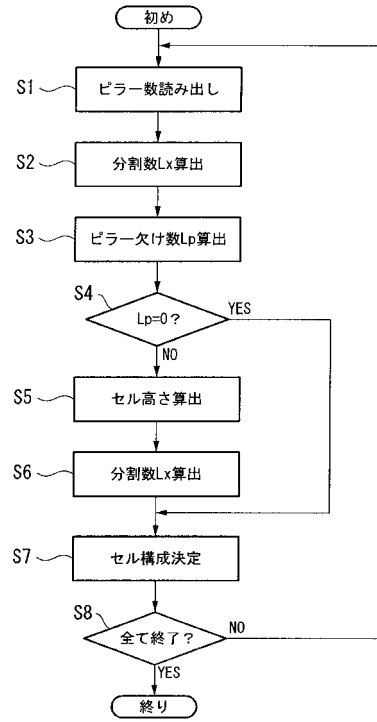 初め
S1
ピラー数読み出し
S2
分割数Lx算出
S3
ピラー欠け数Lp算出
S4
Lp=0?
YES
NO
S5
セル高さ算出
S6
分割数Lx算出
S7
セル構成決定
S8
全て終了?
NO
YES
終り